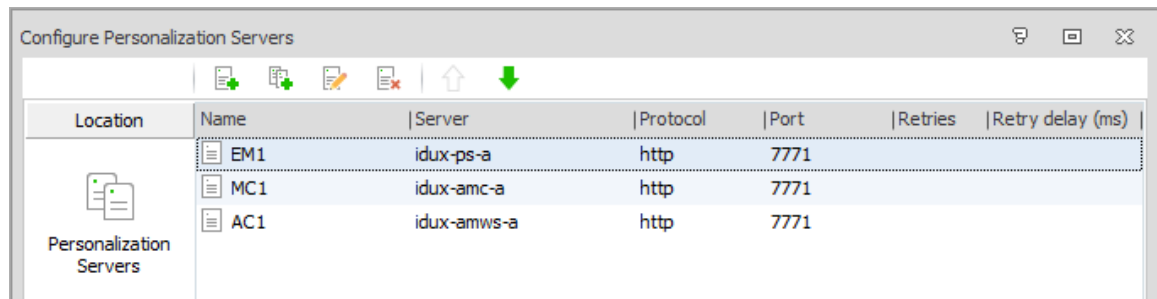 Configure Personalization Servers
Location
Name |Server |Protocol |Port |Retries |Retry delay (ms) |
EM1 idux-ps-a http 7771
MC1 idux-amc-a http 7771
AC1 idux-amws-a http 7771
Personalization
Servers